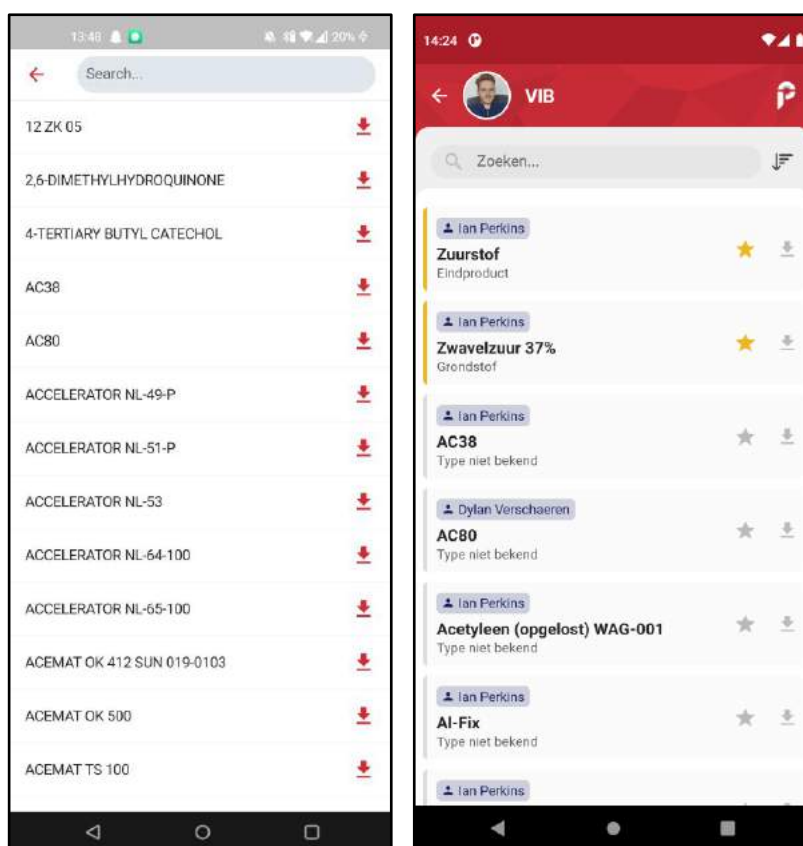 13:48
20%
Search...
12 ZK 05
2,6-DIMETHYLHYDROQUINONE
4-TERTIARY BUTYL CATECHOL
AC38
AC80
ACCELERATOR NL-49-P
ACCELERATOR NL-51-P
ACCELERATOR NL-53
ACCELERATOR NL-64-100
ACCELERATOR NL-65-100
ACEMAT OK 412 SUN 019-0103
ACEMAT OK 500
ACEMAT TS 100
14:24
VIB
Zoeken...
Ian Perkins
Zuurstof
Eindproduct
Ian Perkins
Zwavelzuur 37%
Grondstof
Ian Perkins
AC38
Type niet bekend
Dylan Verschaeren
AC80
Type niet bekend
Ian Perkins
Acetyleen (opgelost) WAG-001
Type niet bekend
Ian Perkins
Al-Fix
Type niet bekend
Ian Perkins